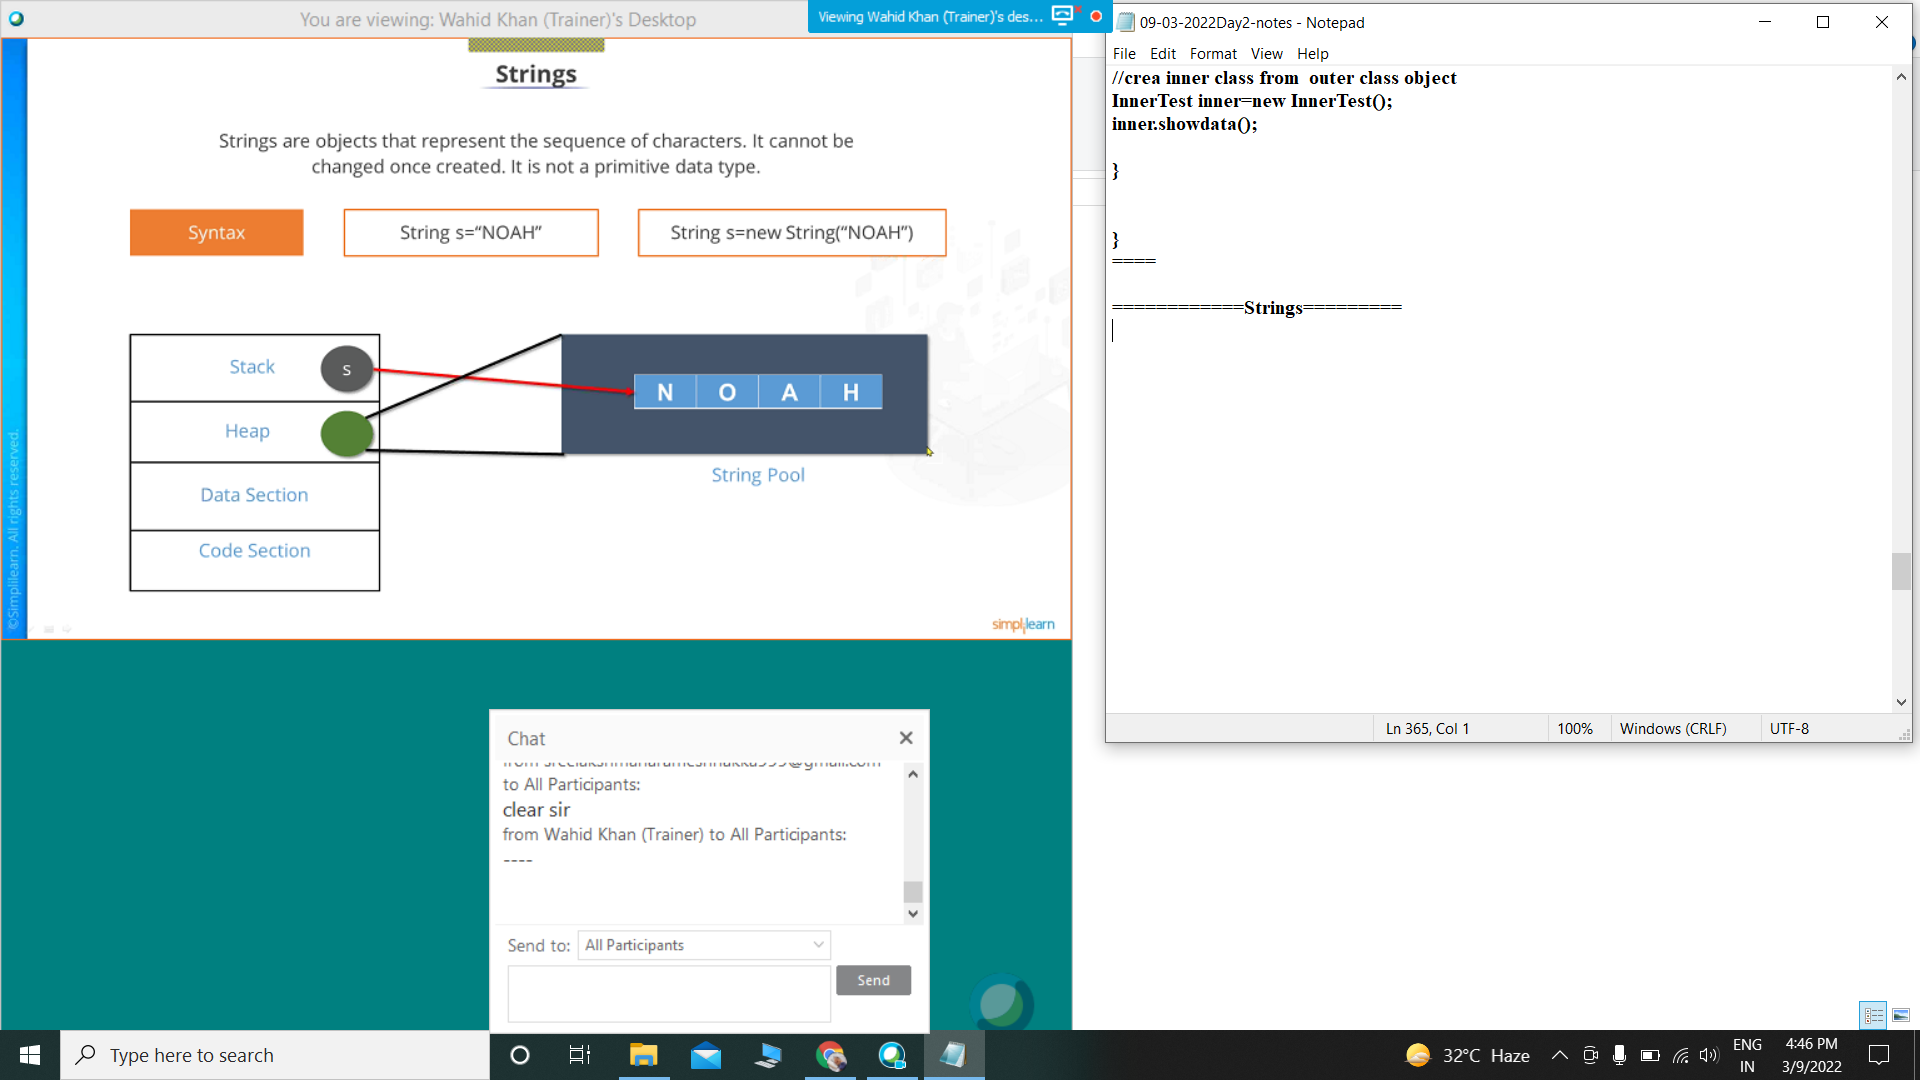 You are viewing: Wahid Khan (Trainer)'s Desktop
Viewing Wahid Khan (Trainer)'s des...
Strings
Strings are objects that represent the sequence of characters. It cannot be
changed once created. It is not a primitive data type.
Syntax
String s=“NOAH”
String s=new String(“NOAH”)
Stack
s
Heap
Data Section
Code Section
N O A H
String Pool
©Simplilearn. All rights reserved.
simplilearn
09-03-2022Day2-notes - Notepad
File Edit Format View Help
//crea inner class from  outer class object
InnerTest inner=new InnerTest();
inner.showdata();
}
}
====
============Strings=========
Ln 365, Col 1
100%
Windows (CRLF)
UTF-8
Chat
to All Participants:
clear sir
from Wahid Khan (Trainer) to All Participants:
----
Send to:
All Participants
Send
Type here to search
32°C Haze
ENG
IN
4:46 PM
3/9/2022